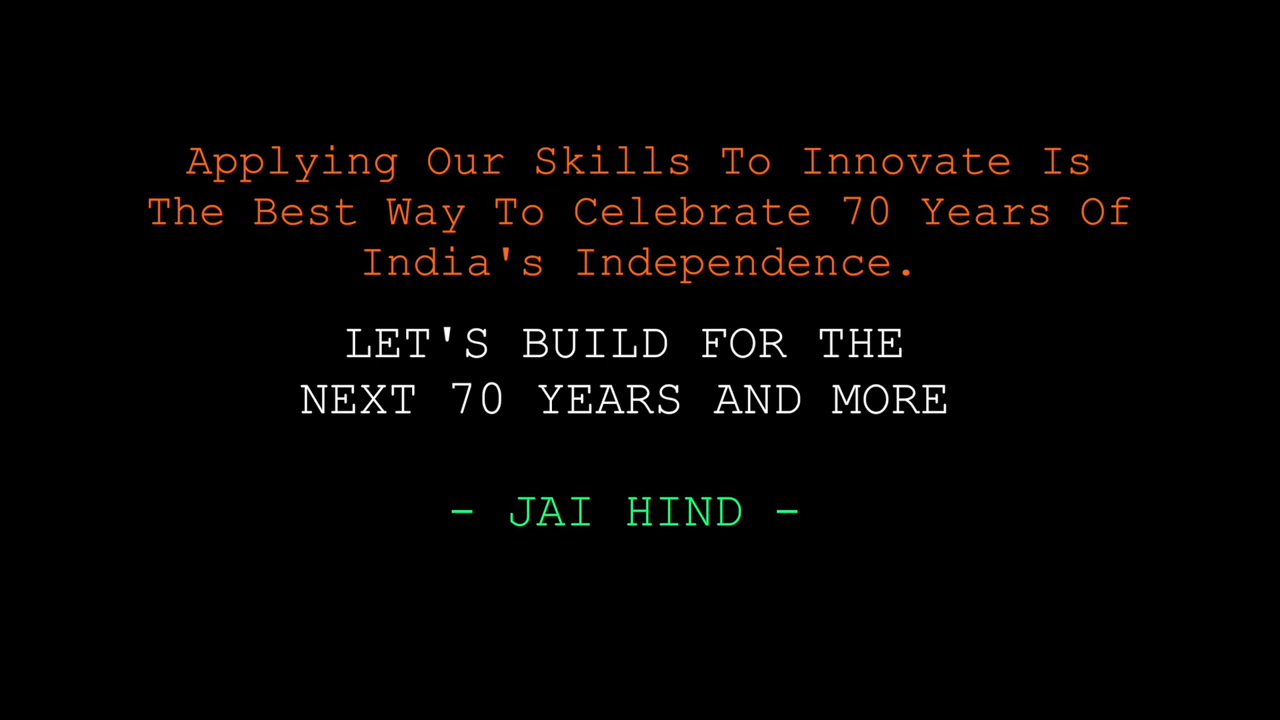 Applying Our Skills To Innovate Is
The Best Way To Celebrate 70 Years Of
India's Independence.
LET'S BUILD FOR THE
NEXT 70 YEARS AND MORE
- JAI HIND -